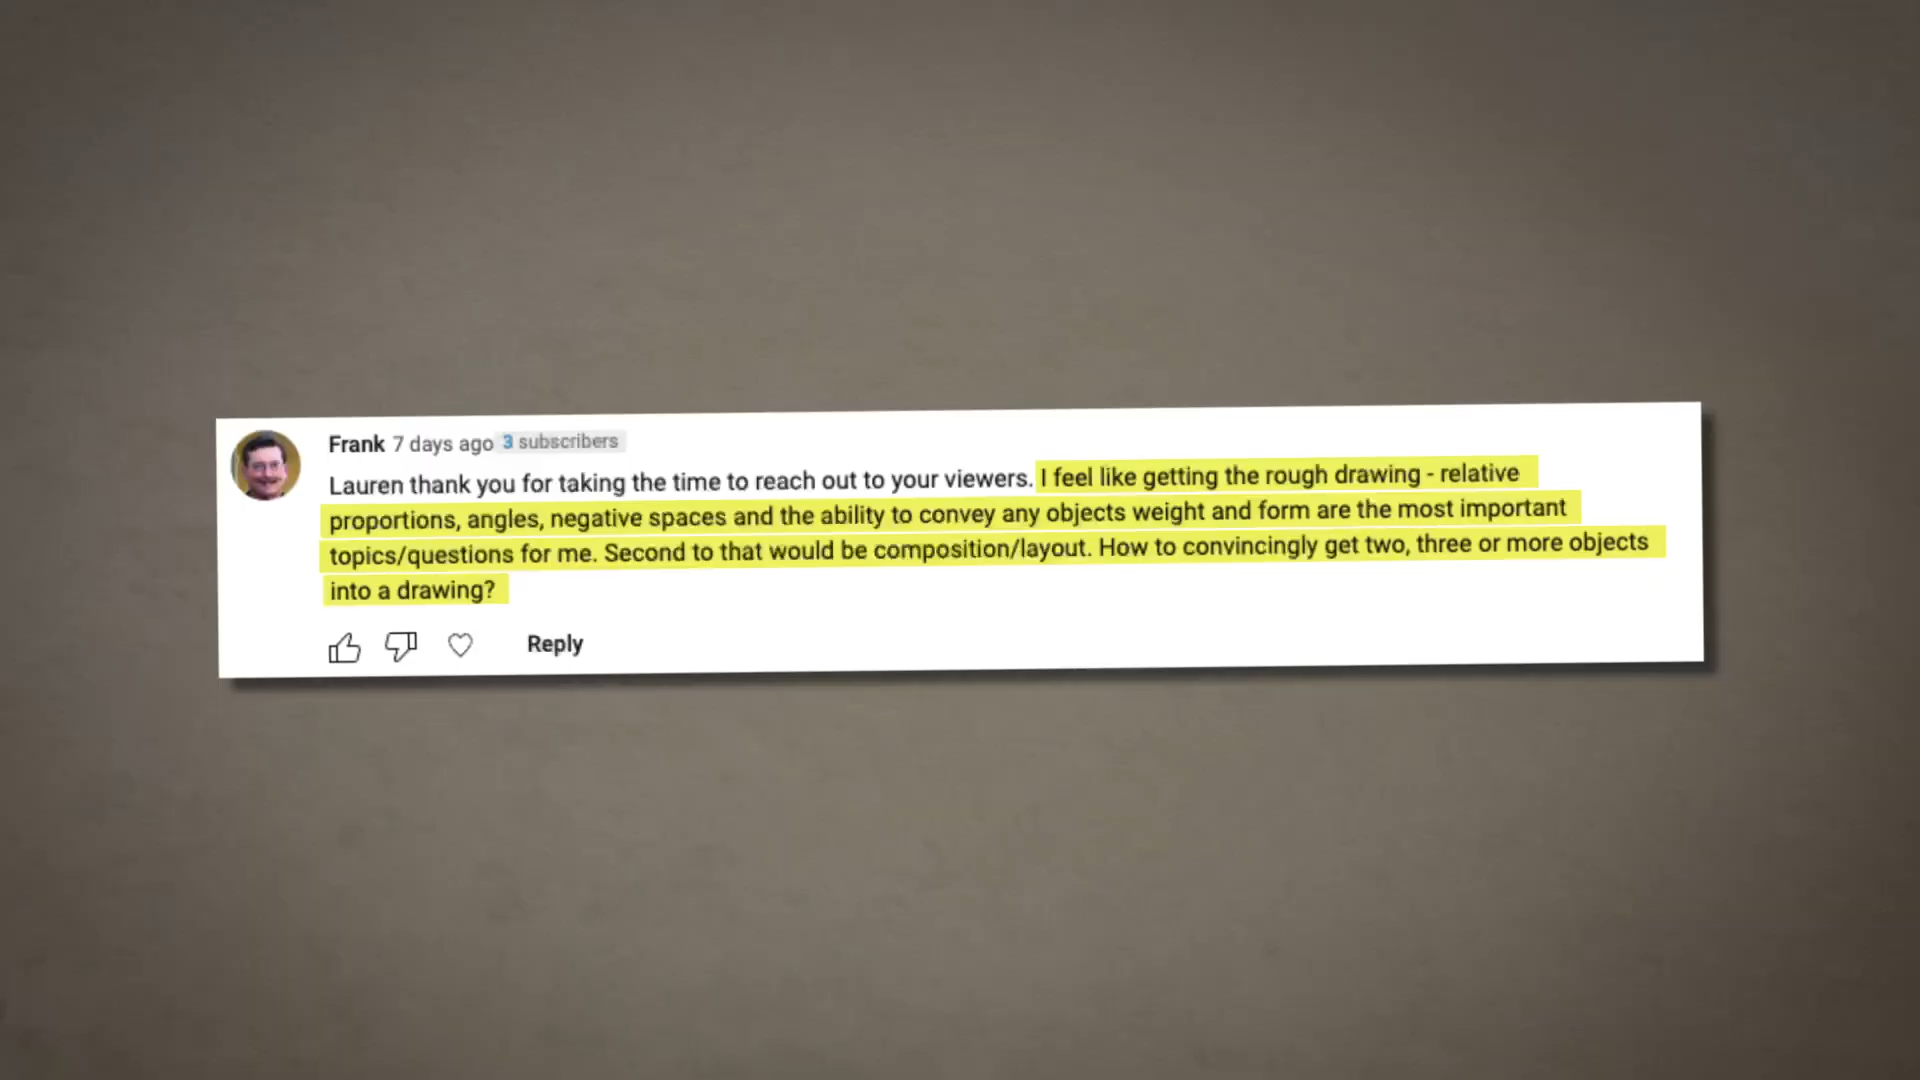 Frank 7 days ago 3 subscribers
Lauren thank you for taking the time to reach out to your viewers. I feel like getting the rough drawing - relative
proportions, angles, negative spaces and the ability to convey any objects weight and form are the most important
topics/questions for me. Second to that would be composition/layout. How to convincingly get two, three or more objects
into a drawing?
Reply